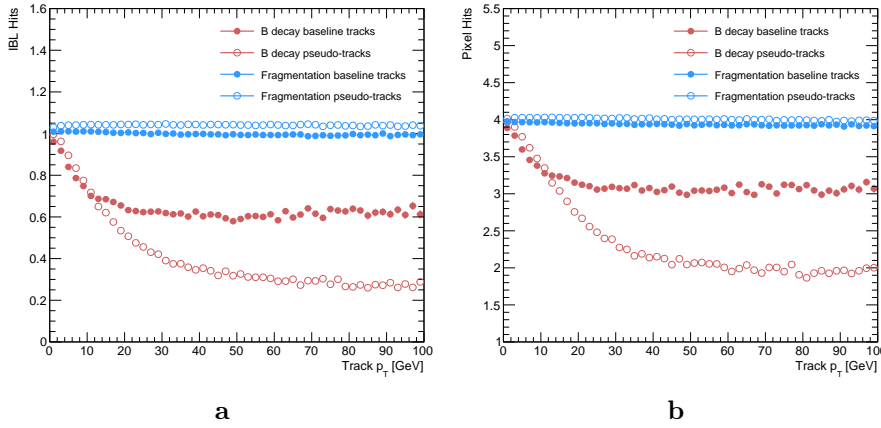 IBL Hits
1.6
1.4
1.2
1
0.8
0.6
0.4
0.2
0
B decay baseline tracks
B decay pseudo-tracks
Fragmentation baseline tracks
Fragmentation pseudo-tracks
0 10 20 30 40 50 60 70 80 90 100
Track p_T [GeV]
a
Pixel Hits
5.5
5
4.5
4
3.5
3
2.5
2
1.5
1
B decay baseline tracks
B decay pseudo-tracks
Fragmentation baseline tracks
Fragmentation pseudo-tracks
0 10 20 30 40 50 60 70 80 90 100
Track p_T [GeV]
b